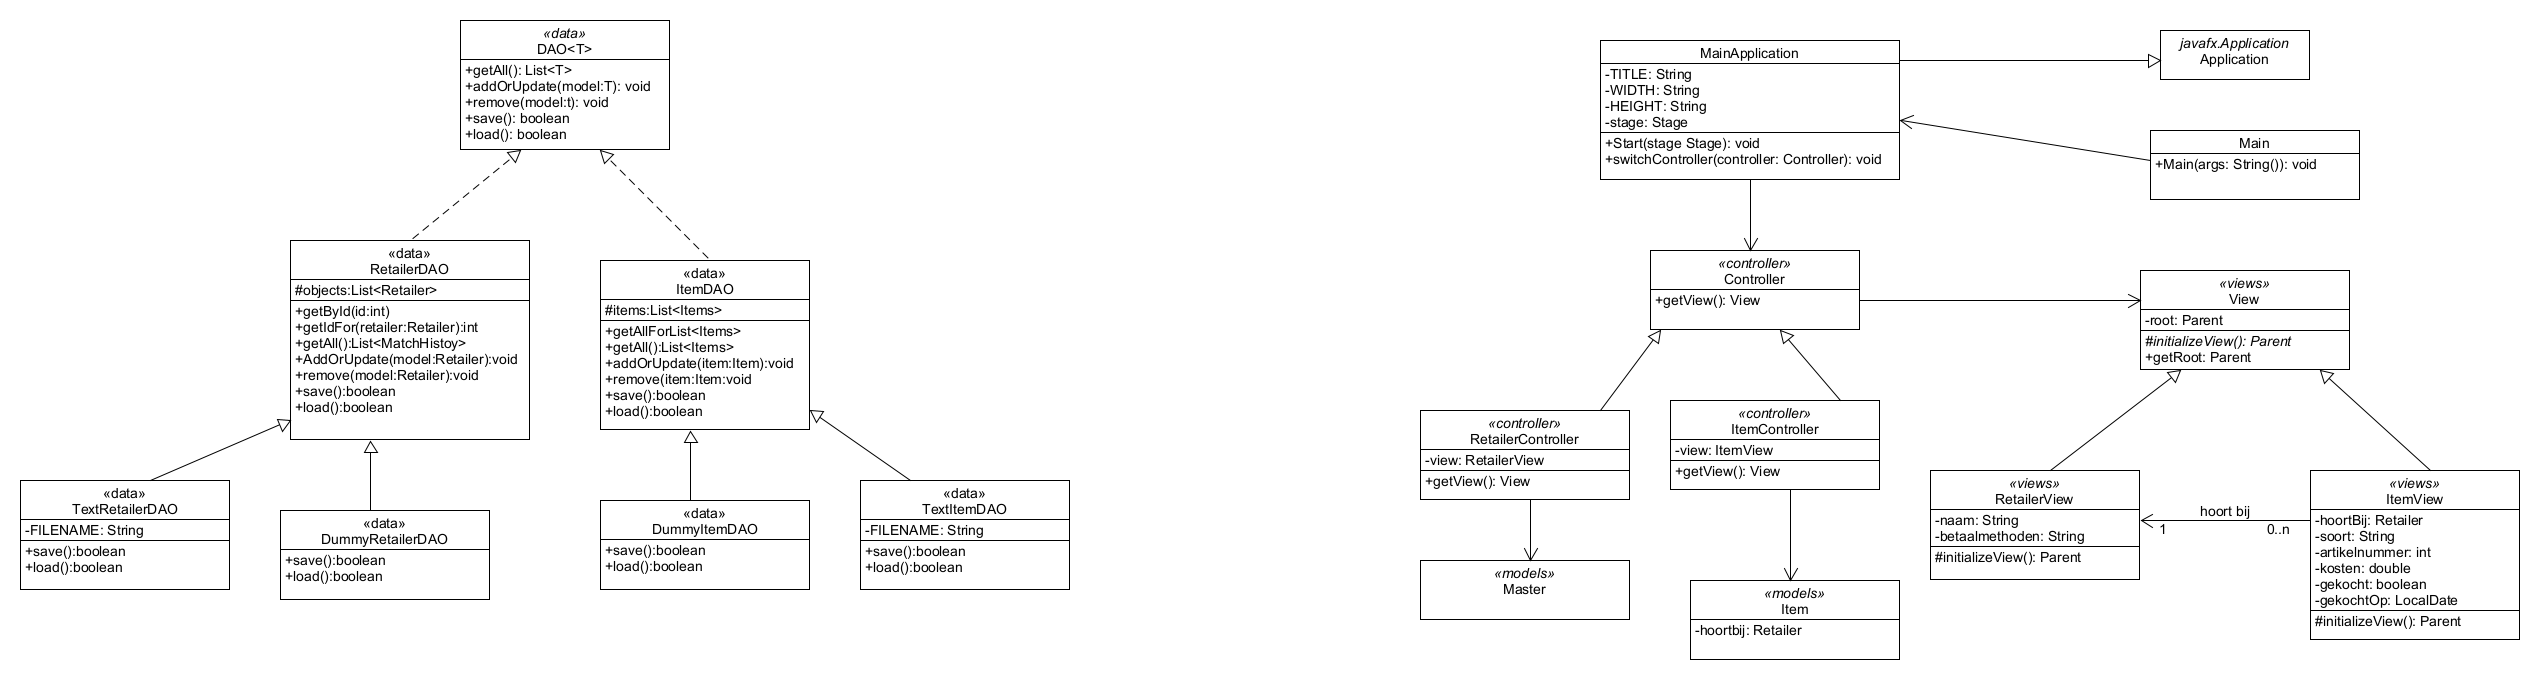 «data»
DAO<T>
+getAll(): List<T>
+addOrUpdate(model:T): void
+remove(model:t): void
+save(): boolean
+load(): boolean
«data»
RetailerDAO
#objects:List<Retailer>
+getById(id:int)
+getIdFor(retailer:Retailer):int
+getAll():List<MatchHistoy>
+AddOrUpdate(model:Retailer):void
+remove(model:Retailer):void
+save():boolean
+load():boolean
«data»
ItemDAO
#items:List<Items>
+getAllForList<Items>
+getAll():List<Items>
+addOrUpdate(item:Item):void
+remove(item:Item:void
+save():boolean
+load():boolean
«data»
TextRetailerDAO
-FILENAME: String
+save():boolean
+load():boolean
«data»
DummyRetailerDAO
+save():boolean
+load():boolean
«data»
DummyItemDAO
+save():boolean
+load():boolean
«data»
TextItemDAO
-FILENAME: String
+save():boolean
+load():boolean
MainApplication
-TITLE: String
-WIDTH: String
-HEIGHT: String
-stage: Stage
+Start(stage Stage): void
+switchController(controller: Controller): void
javafx.Application
Application
Main
+Main(args: String()): void
«controller»
Controller
+getView(): View
«views»
View
-root: Parent
#initializeView(): Parent
+getRoot: Parent
«controller»
RetailerController
-view: RetailerView
+getView(): View
«controller»
ItemController
-view: ItemView
+getView(): View
«views»
RetailerView
-naam: String
-betaalmethoden: String
#initializeView(): Parent
hoort bij
1
0..n
«views»
ItemView
-hoortBij: Retailer
-soort: String
-artikelnummer: int
-kosten: double
-gekocht: boolean
-gekochtOp: LocalDate
#initializeView(): Parent
«models»
Master
«models»
Item
-hoortbij: Retailer